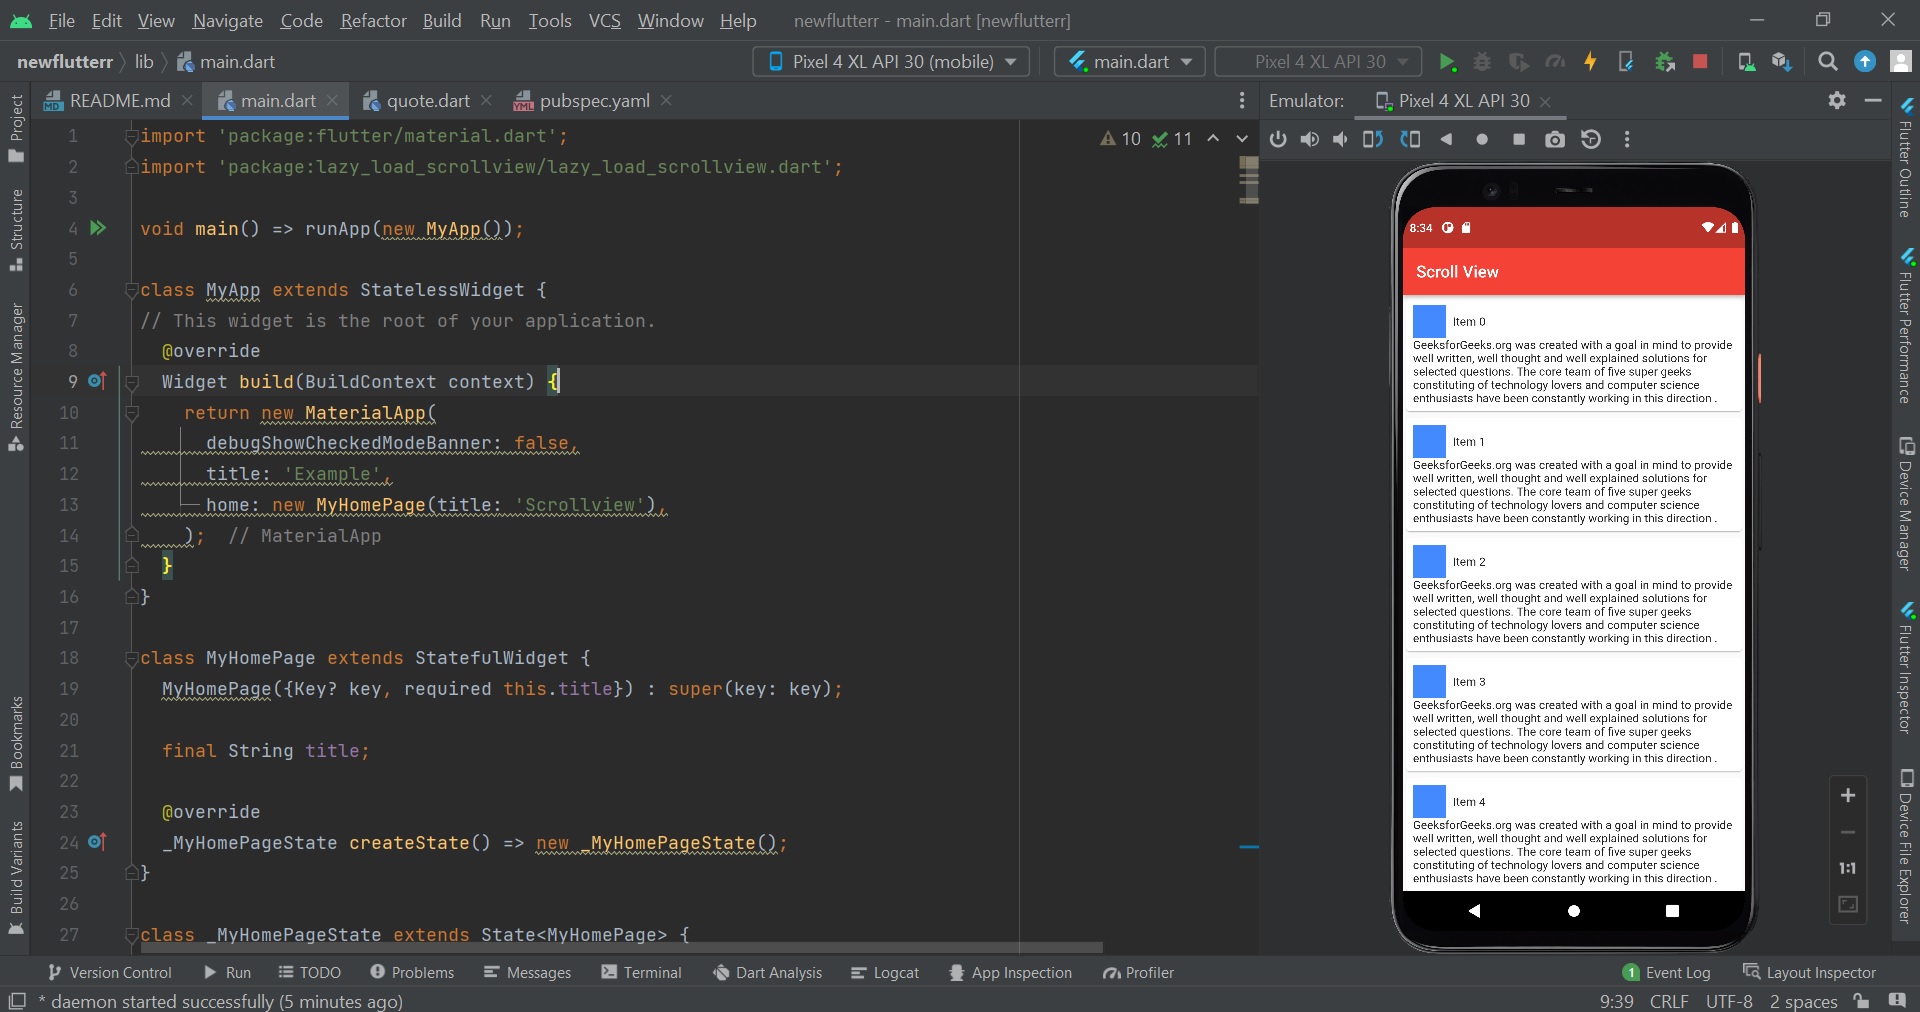 File Edit View Navigate Code Refactor Build Run Tools VCS Window Help newflutterr - main.dart [newflutterr]
newflutterr lib main.dart Pixel 4 XL API 30 (mobile) main.dart Pixel 4 XL API 30
README.md main.dart quote.dart pubspec.yaml Emulator: Pixel 4 XL API 30
10 11
1 import 'package:flutter/material.dart';
2 import 'package:lazy_load_scrollview/lazy_load_scrollview.dart';
3
4 void main() => runApp(new MyApp());
5
6 class MyApp extends StatelessWidget {
7 // This widget is the root of your application.
8 @override
9 Widget build(BuildContext context) {
10 return new MaterialApp(
11 debugShowCheckedModeBanner: false,
12 title: 'Example',
13 home: new MyHomePage(title: 'Scrollview'),
14 ); // MaterialApp
15 }
16 }
17
18 class MyHomePage extends StatefulWidget {
19 MyHomePage({Key? key, required this.title}) : super(key: key);
20
21 final String title;
22
23 @override
24 _MyHomePageState createState() => new _MyHomePageState();
25 }
26
27 class _MyHomePageState extends State<MyHomePage> {
Project
Structure
Resource Manager
Bookmarks
Build Variants
8:34
Scroll View
Item 0
GeeksforGeeks.org was created with a goal in mind to provide
well written, well thought and well explained solutions for
selected questions. The core team of five super geeks
constituting of technology lovers and computer science
enthusiasts have been constantly working in this direction .
Item 1
GeeksforGeeks.org was created with a goal in mind to provide
well written, well thought and well explained solutions for
selected questions. The core team of five super geeks
constituting of technology lovers and computer science
enthusiasts have been constantly working in this direction .
Item 2
GeeksforGeeks.org was created with a goal in mind to provide
well written, well thought and well explained solutions for
selected questions. The core team of five super geeks
constituting of technology lovers and computer science
enthusiasts have been constantly working in this direction .
Item 3
GeeksforGeeks.org was created with a goal in mind to provide
well written, well thought and well explained solutions for
selected questions. The core team of five super geeks
constituting of technology lovers and computer science
enthusiasts have been constantly working in this direction .
Item 4
GeeksforGeeks.org was created with a goal in mind to provide
well written, well thought and well explained solutions for
selected questions. The core team of five super geeks
constituting of technology lovers and computer science
enthusiasts have been constantly working in this direction .
1:1
Flutter Outline
Flutter Performance
Device Manager
Flutter Inspector
Device File Explorer
Version Control Run TODO Problems Messages Terminal Dart Analysis Logcat App Inspection Profiler 1 Event Log Layout Inspector
* daemon started successfully (5 minutes ago) 9:39 CRLF UTF-8 2 spaces